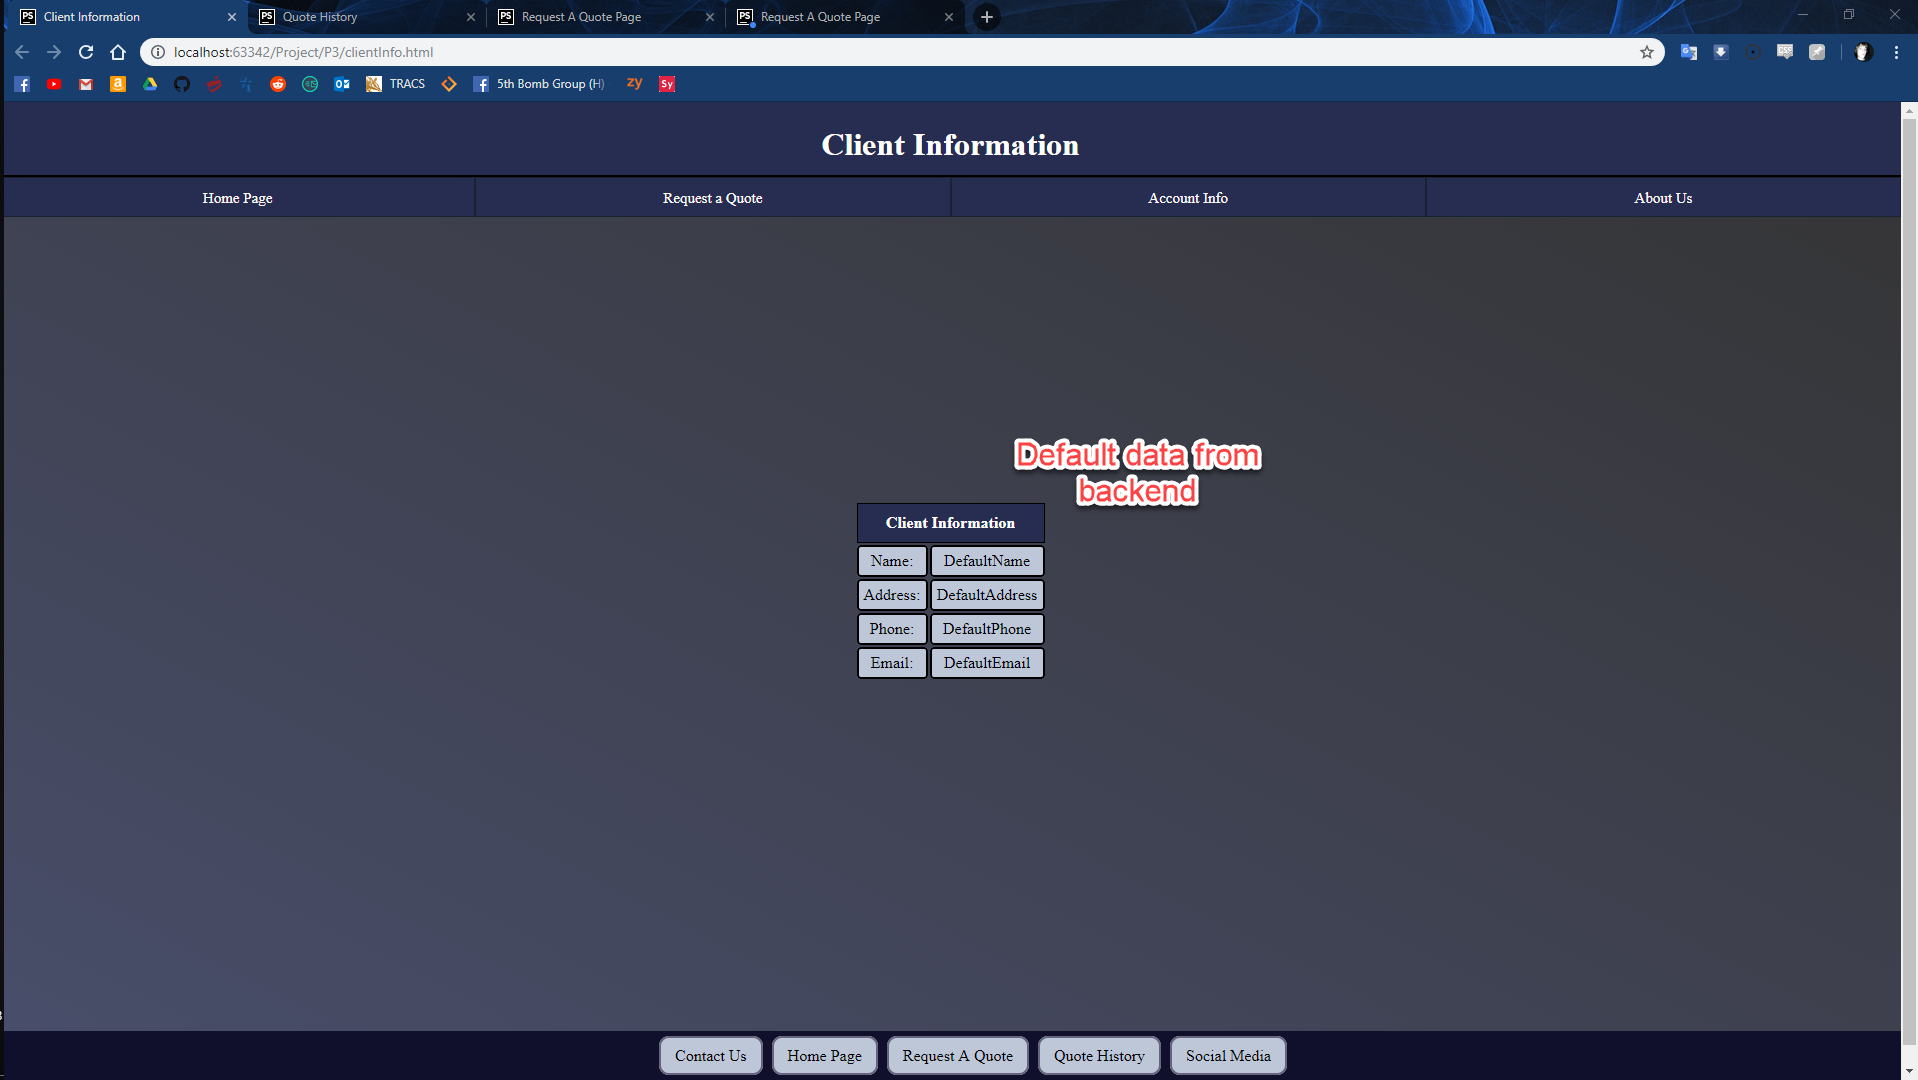 PS Client Information
PS Quote History
PS Request A Quote Page
PS Request A Quote Page
localhost:63342/Project/P3/clientInfo.html
TRACS
5th Bomb Group (H)
zy
Sy
Client Information
Home Page
Request a Quote
Account Info
About Us
Default data from
backend
Client Information
Name: DefaultName
Address: DefaultAddress
Phone: DefaultPhone
Email: DefaultEmail
Contact Us
Home Page
Request A Quote
Quote History
Social Media